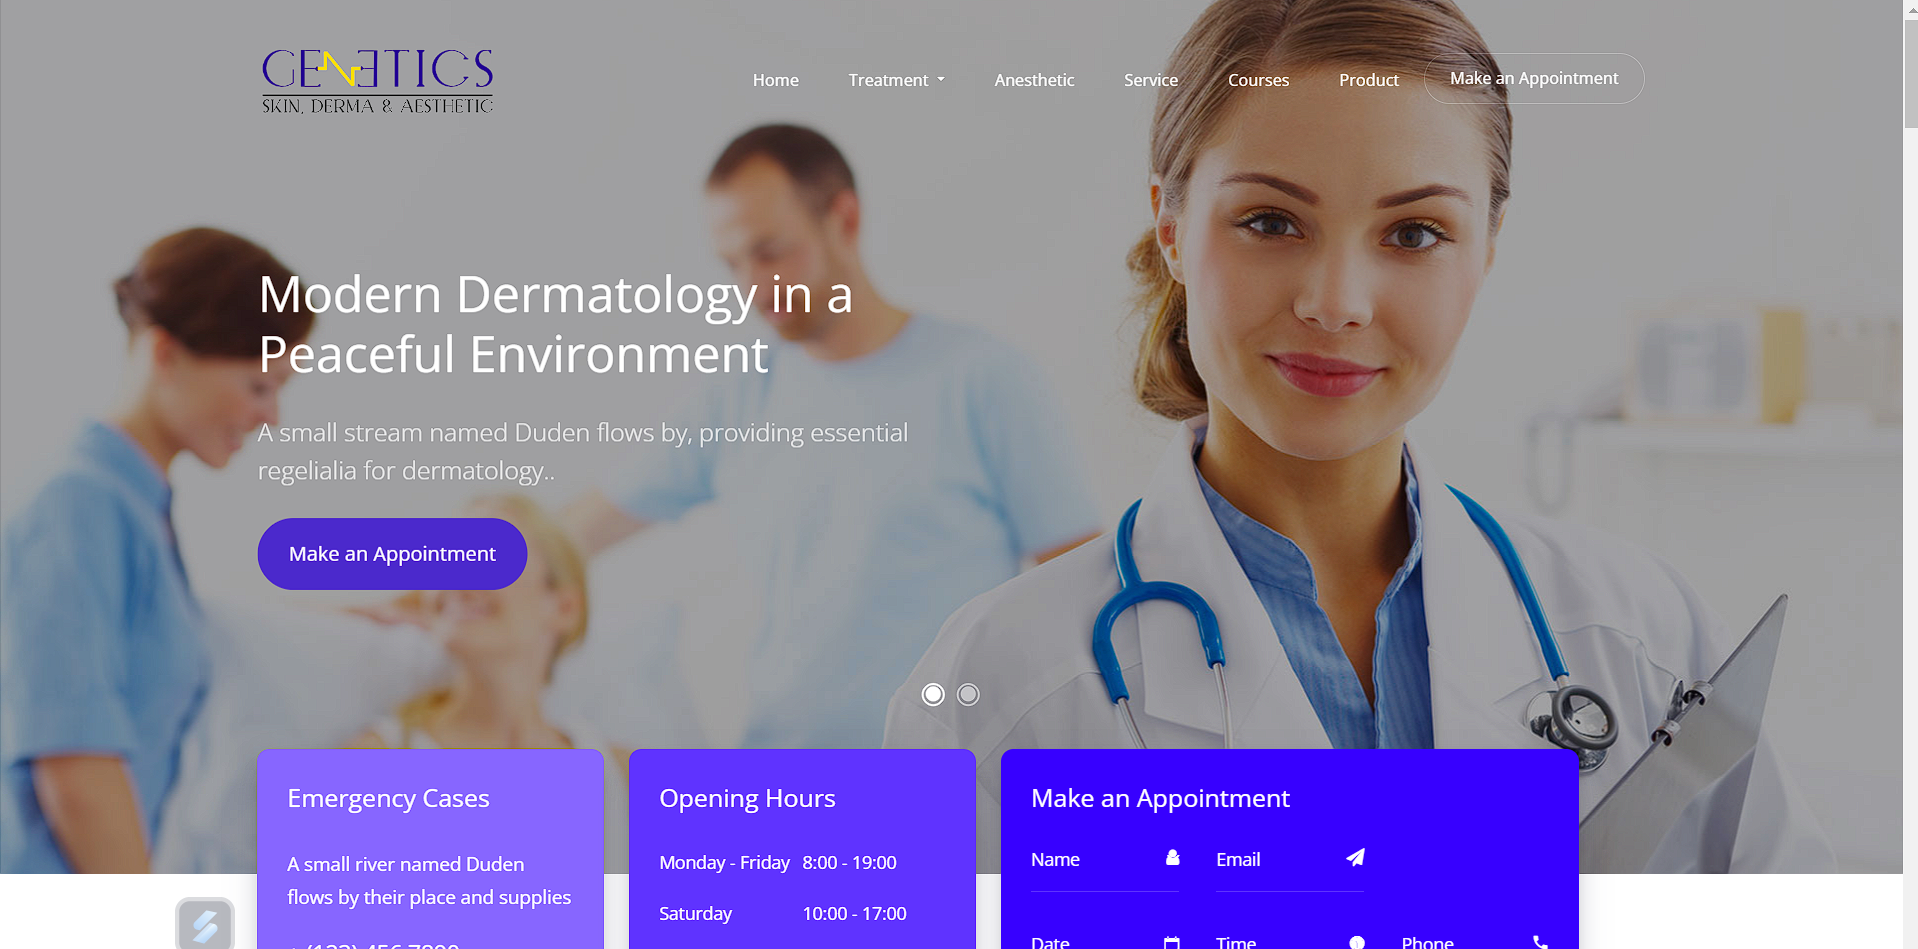 GENETICS
SKIN, DERMA & AESTHETIC
Home
Treatment
Anesthetic
Service
Courses
Product
Make an Appointment
Modern Dermatology in a
Peaceful Environment
A small stream named Duden flows by, providing essential
regelialia for dermatology..
Make an Appointment
Emergency Cases
A small river named Duden
flows by their place and supplies
Opening Hours
Monday - Friday 8:00 - 19:00
Saturday 10:00 - 17:00
Make an Appointment
Name
Email
Date
Time
Phone